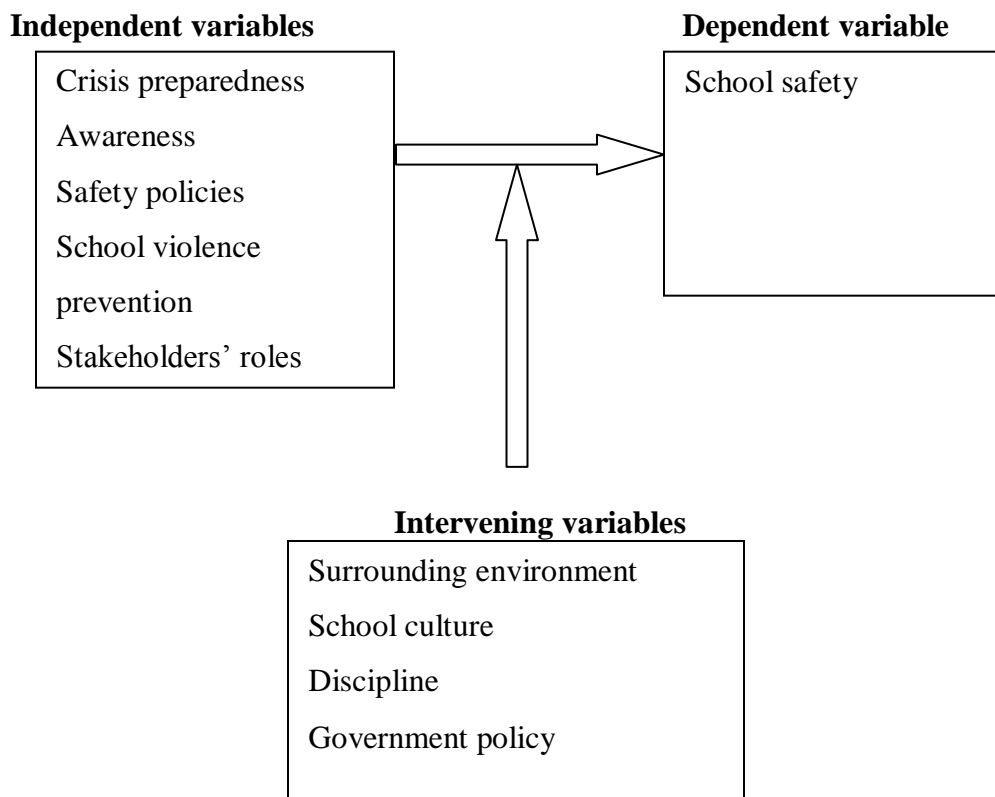 Independent variables
Crisis preparedness
Awareness
Safety policies
School violence
prevention
Stakeholders’ roles
Dependent variable
School safety
Intervening variables
Surrounding environment
School culture
Discipline
Government policy